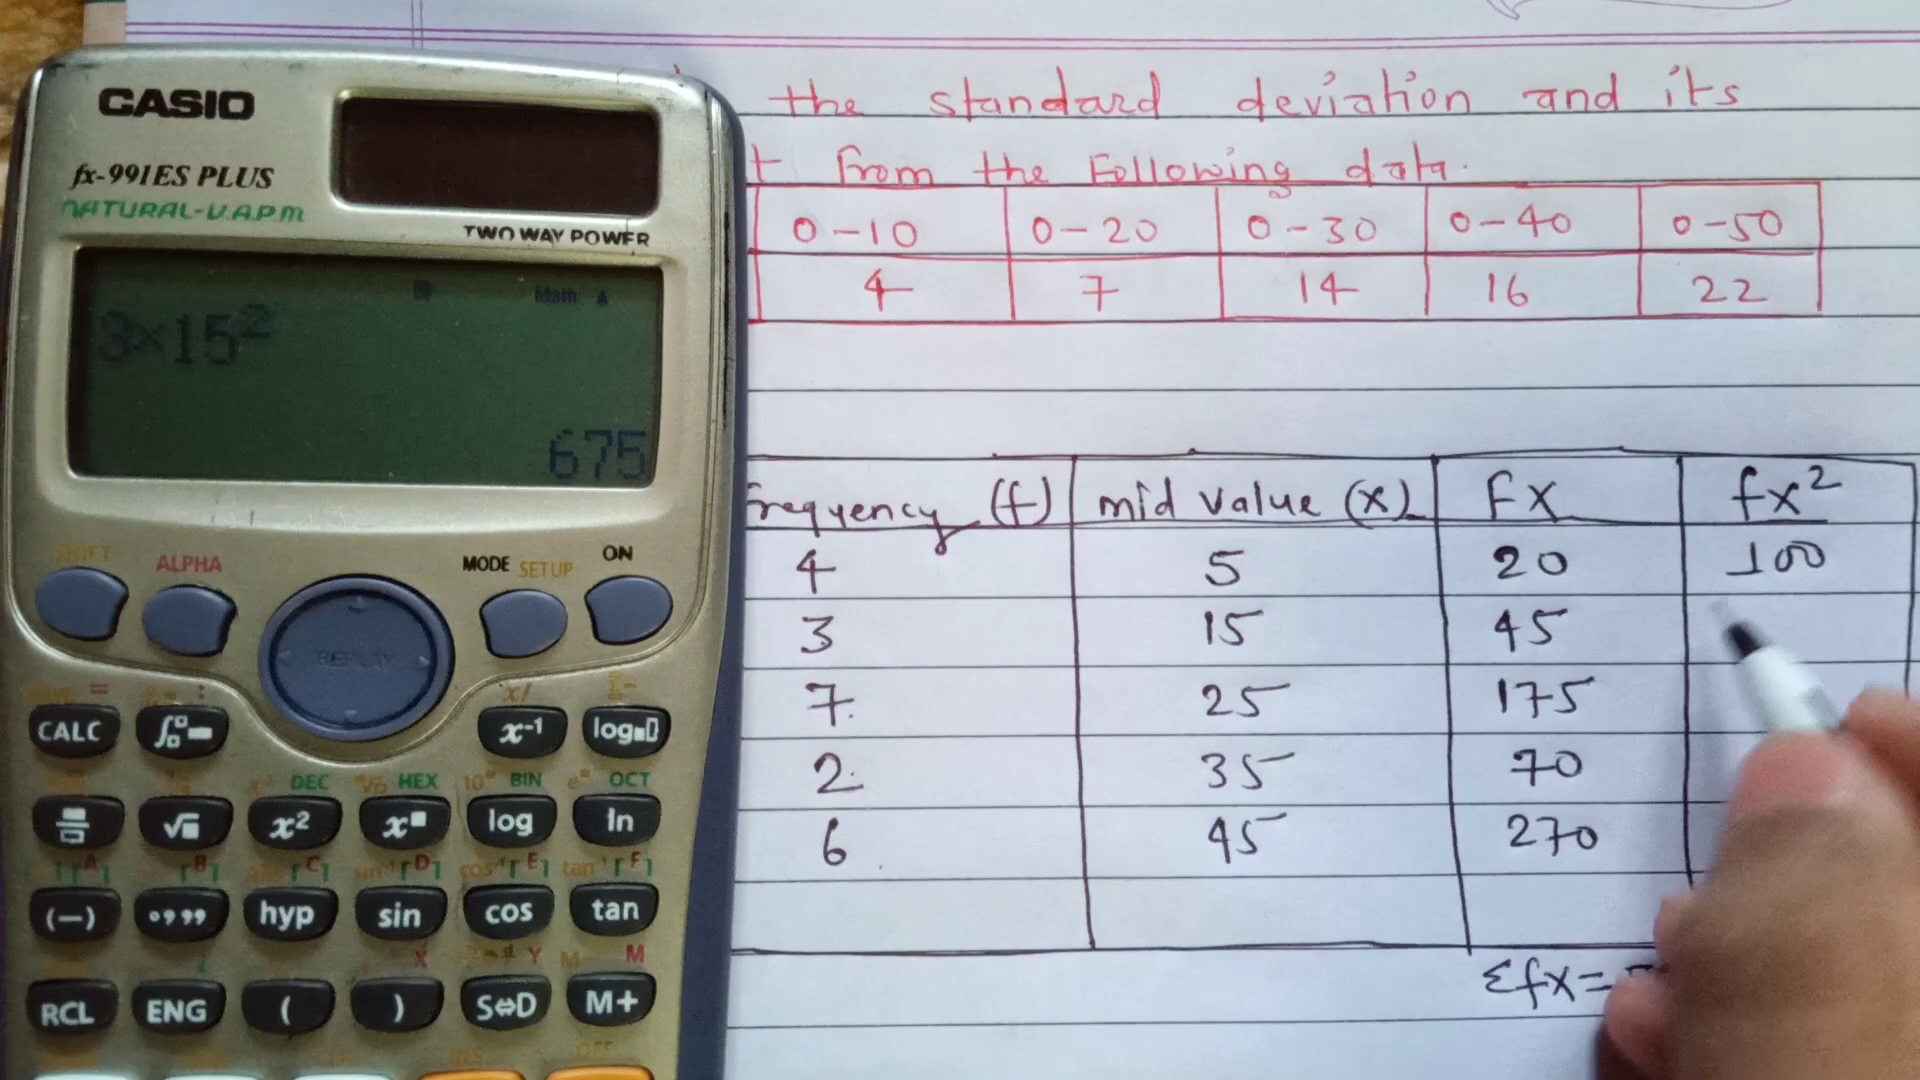 CASIO
fx-991ES PLUS
NATURAL-V.A.P.M
TWO WAY POWER
Math ▲
3×15²
675
the standard deviation and its
t from the following data.
0-10 0-20 0-30 0-40 0-50
4 7 14 16 22
frequency (f) mid value (x) FX fx²
4 5 20 100
3 15 45
7 25 175
2 35 70
6 45 270
Σfx=
SHIFT ALPHA MODE SETUP ON
REPLAY
CALC x⁻¹ log
DEC HEX BIN OCT
√ x² x log ln
A B C D E F
(−) hyp sin cos tan
X Y M
RCL ENG ( ) S⇔D M+